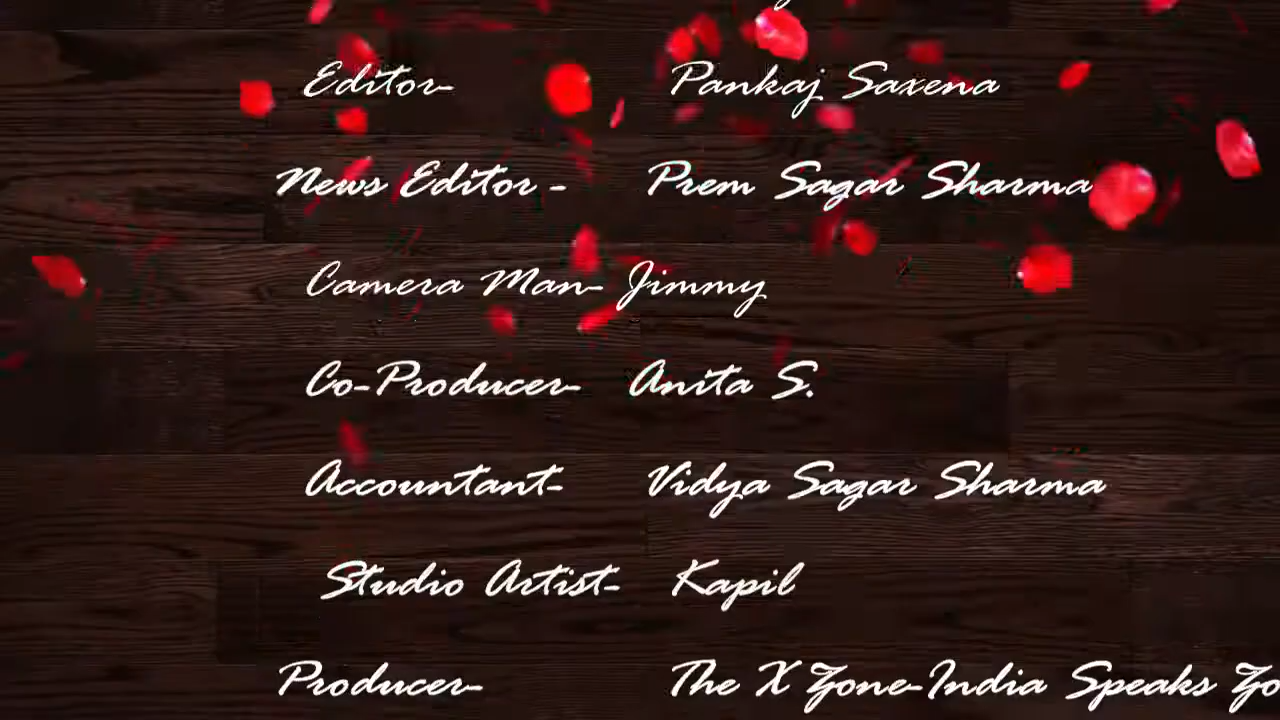 Editor- Pankaj Saxena
News Editor - Prem Sagar Sharma
Camera Man- Jimmy
Co-Producer- Anita S.
Accountant- Vidya Sagar Sharma
Studio Artist- Kapil
Producer- The X Zone-India Speaks